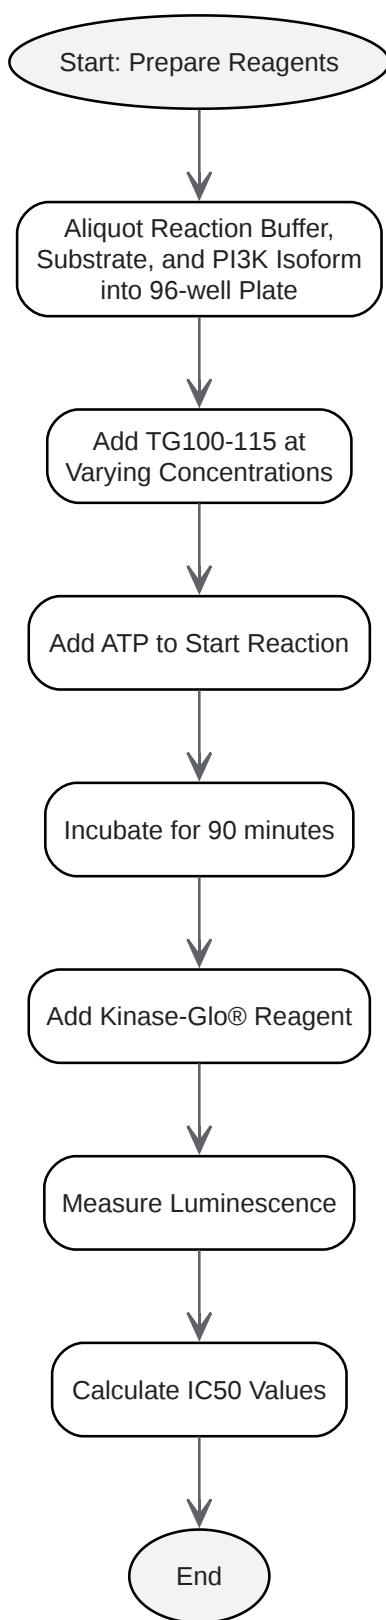 Start: Prepare Reagents
Aliquot Reaction Buffer,
Substrate, and PI3K Isoform
into 96-well Plate
Add TG100-115 at
Varying Concentrations
Add ATP to Start Reaction
Incubate for 90 minutes
Add Kinase-Glo® Reagent
Measure Luminescence
Calculate IC50 Values
End